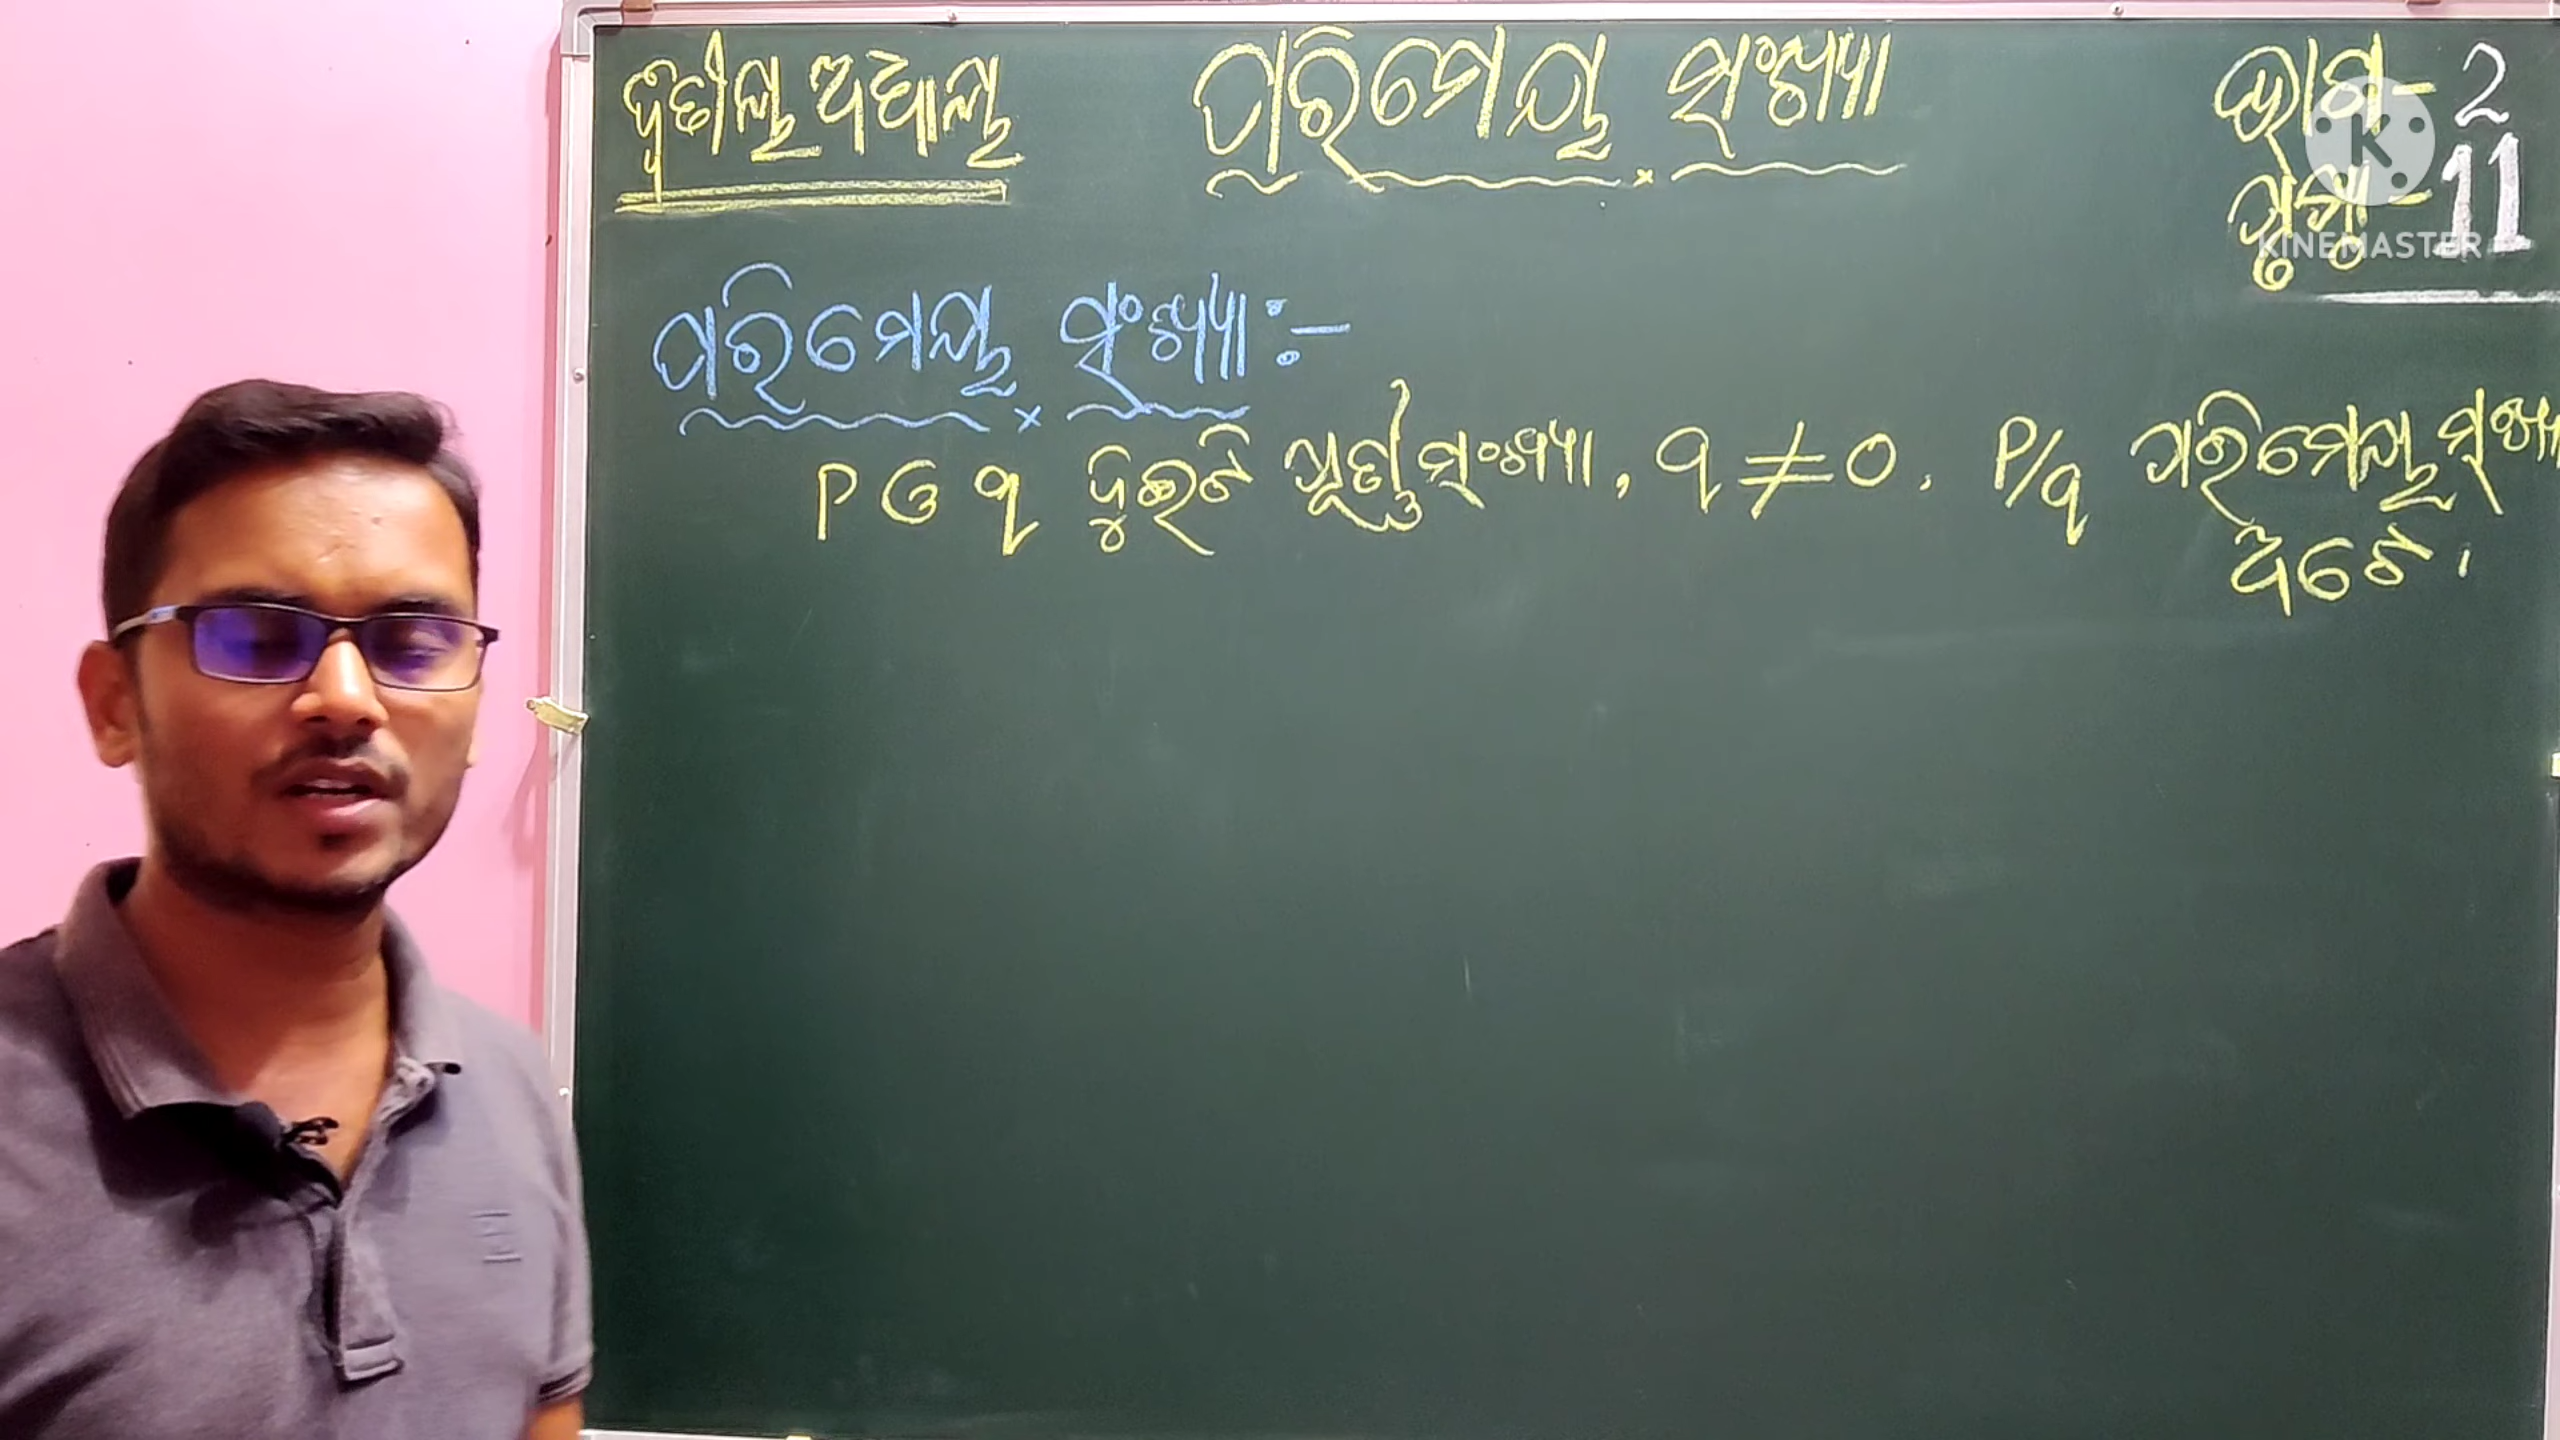 ଦ୍ୱିତୀୟ ଅଧ୍ୟାୟ
ପରିମେୟ ସଂଖ୍ୟା
ଭାଗ-2
ପୃଷ୍ଠା-11
KINEMASTER
ପରିମେୟ ସଂଖ୍ୟା:-
P ଓ q ଦୁଇଟି ପୂର୍ଣ୍ଣସଂଖ୍ୟା, q ≠ 0. P/q ପରିମେୟ ସଂଖ୍ୟା
ଅଟେ ।